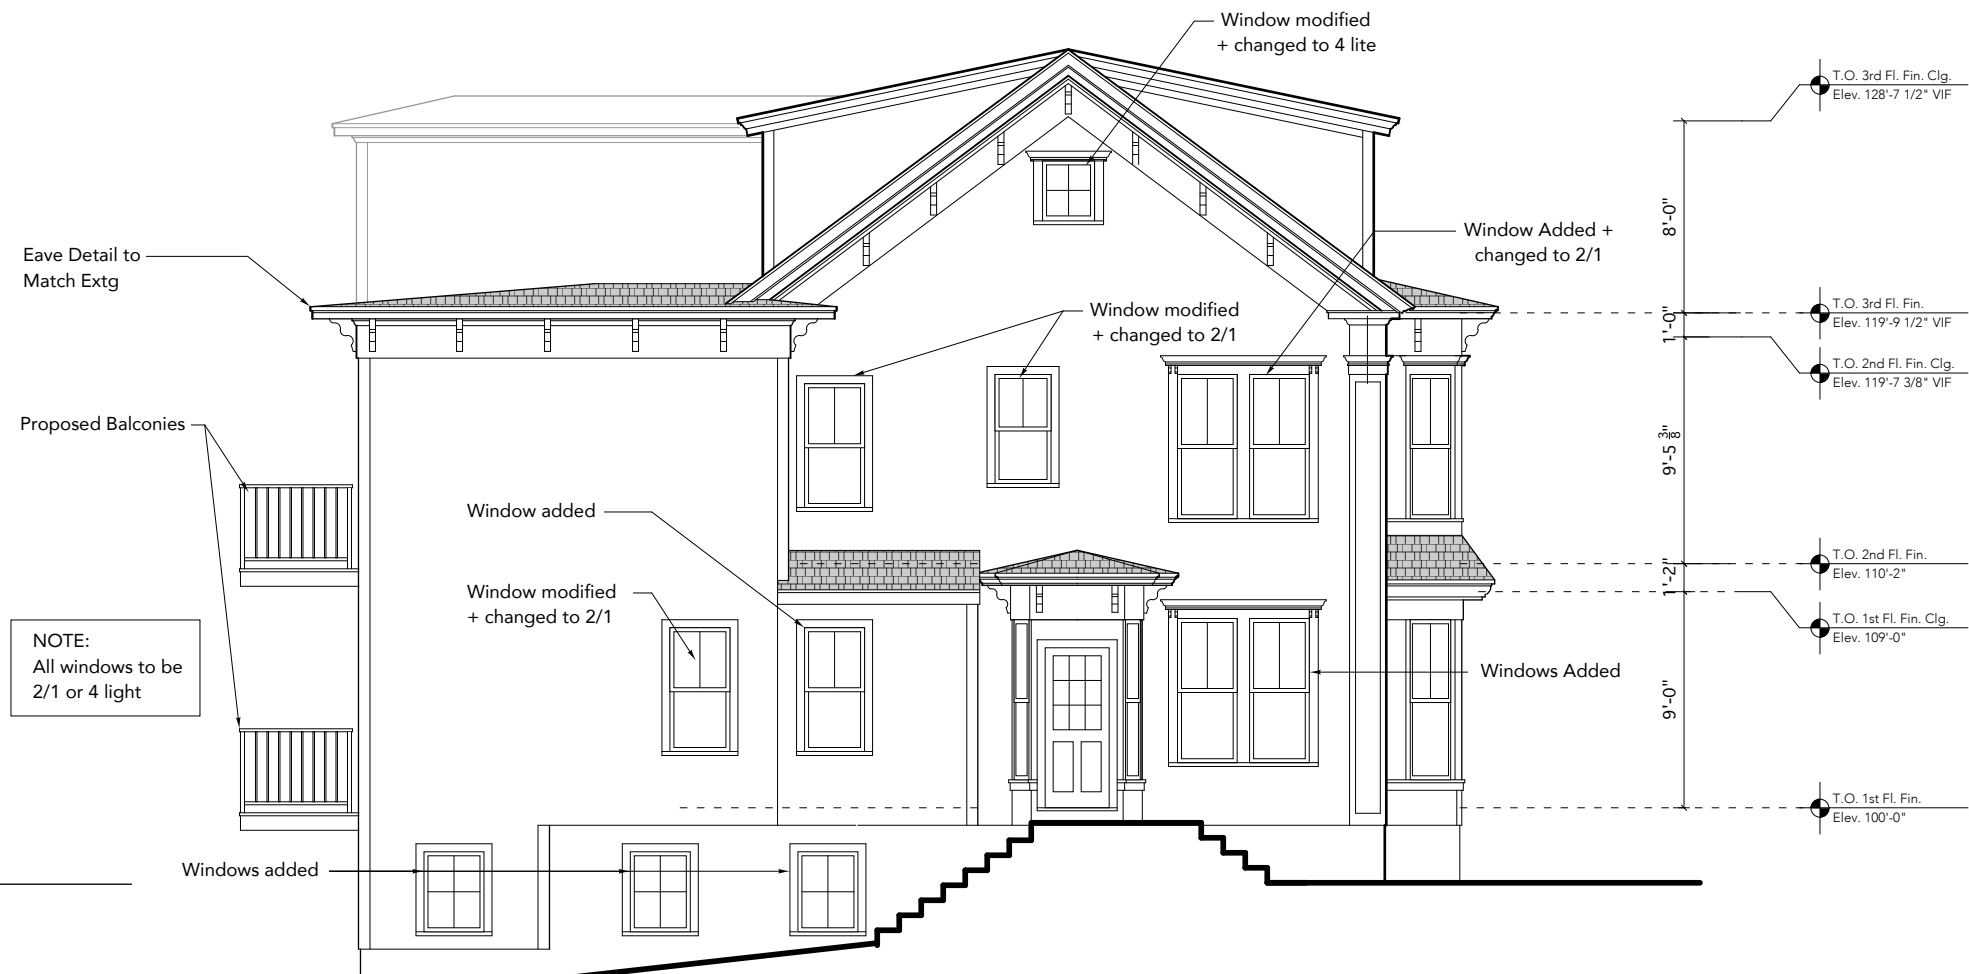 Window modified
+ changed to 4 lite
T.O. 3rd Fl. Fin. Clg.
Elev. 128'-7 1/2" VIF
8'-0"
Window Added +
changed to 2/1
Eave Detail to
Match Extg
Window modified
+ changed to 2/1
T.O. 3rd Fl. Fin.
Elev. 119'-9 1/2" VIF
1'-0"
T.O. 2nd Fl. Fin. Clg.
Elev. 119'-7 3/8" VIF
Proposed Balconies
9'-5 3/8"
Window added
T.O. 2nd Fl. Fin.
Elev. 110'-2"
1'-2"
Window modified
+ changed to 2/1
T.O. 1st Fl. Fin. Clg.
Elev. 109'-0"
NOTE:
All windows to be
2/1 or 4 light
Windows Added
9'-0"
T.O. 1st Fl. Fin.
Elev. 100'-0"
Windows added